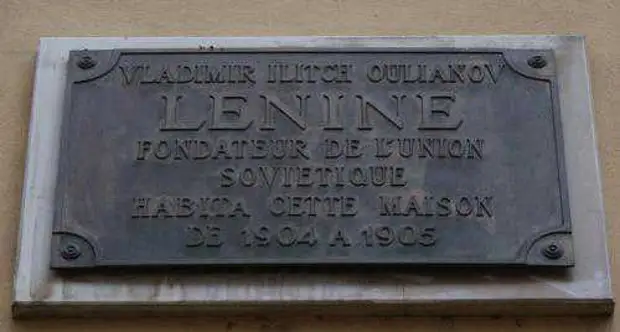 VLADIMIR ILITCH OULIANOV
LENINE
FONDATEUR DE L'UNION
SOVIETIQUE
HABITA CETTE MAISON
DE 1904 A 1905